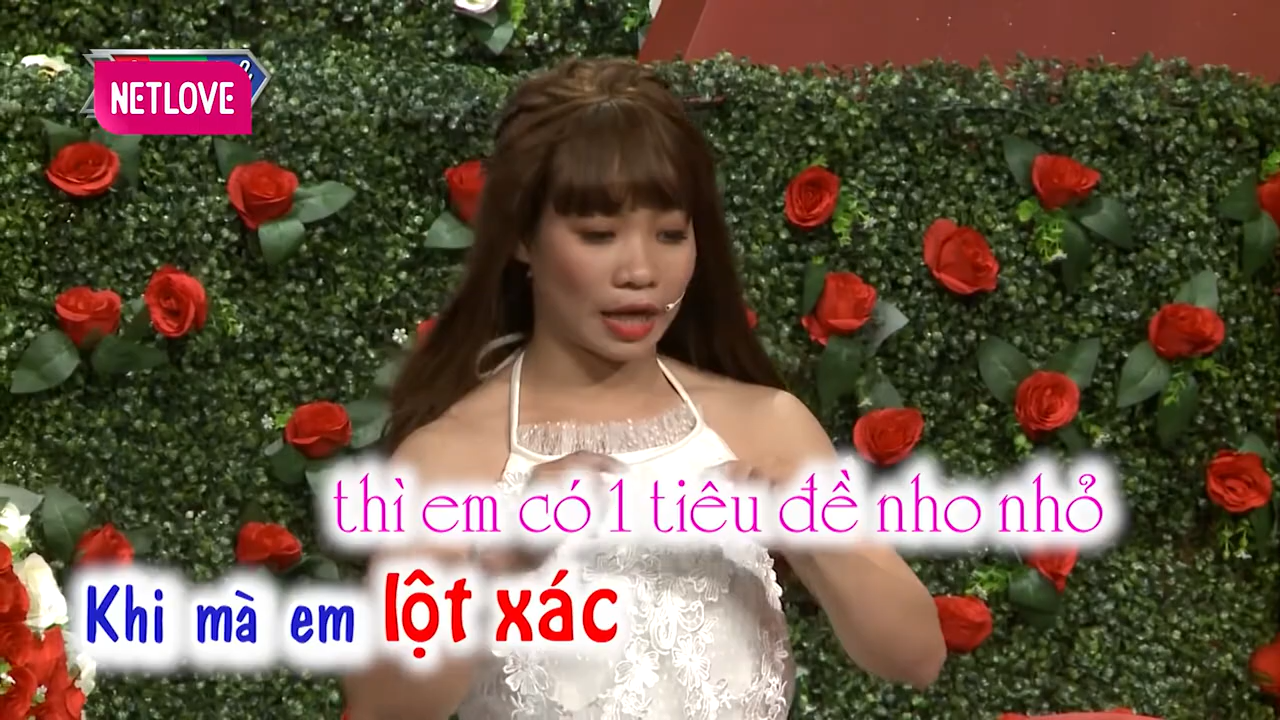 NETLOVE
thì em có 1 tiêu đề nho nhỏ
Khi mà em lột xác